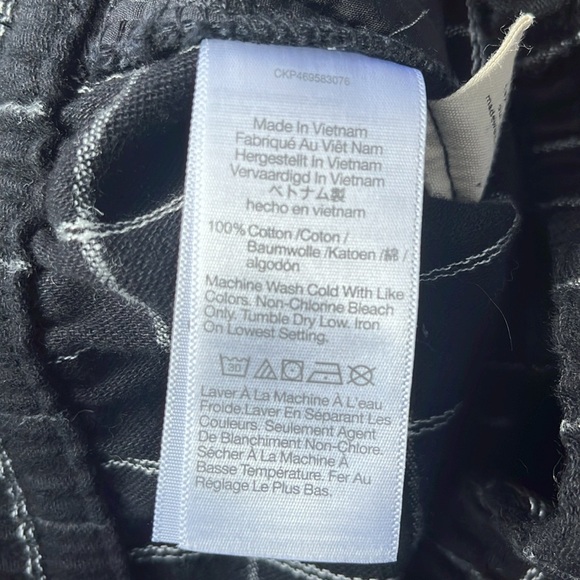 CKP469583076
Made In Vietnam
Fabriqué Au Viêt Nam
Hergestellt In Vietnam
Vervaardigd In Vietnam
ベトナム製
hecho en vietnam
100% Cotton /Coton /
Baumwolle /Katoen /綿 /
algodón
Machine Wash Cold With Like
Colors. Non-Chlorine Bleach
Only. Tumble Dry Low. Iron
On Lowest Setting.
30
Laver À La Machine À L'eau
Froide.Laver En Séparant Les
Couleurs. Seulement Agent
De Blanchiment Non-Chlore.
Sécher À La Machine À
Basse Température. Fer Au
Réglage Le Plus Bas.